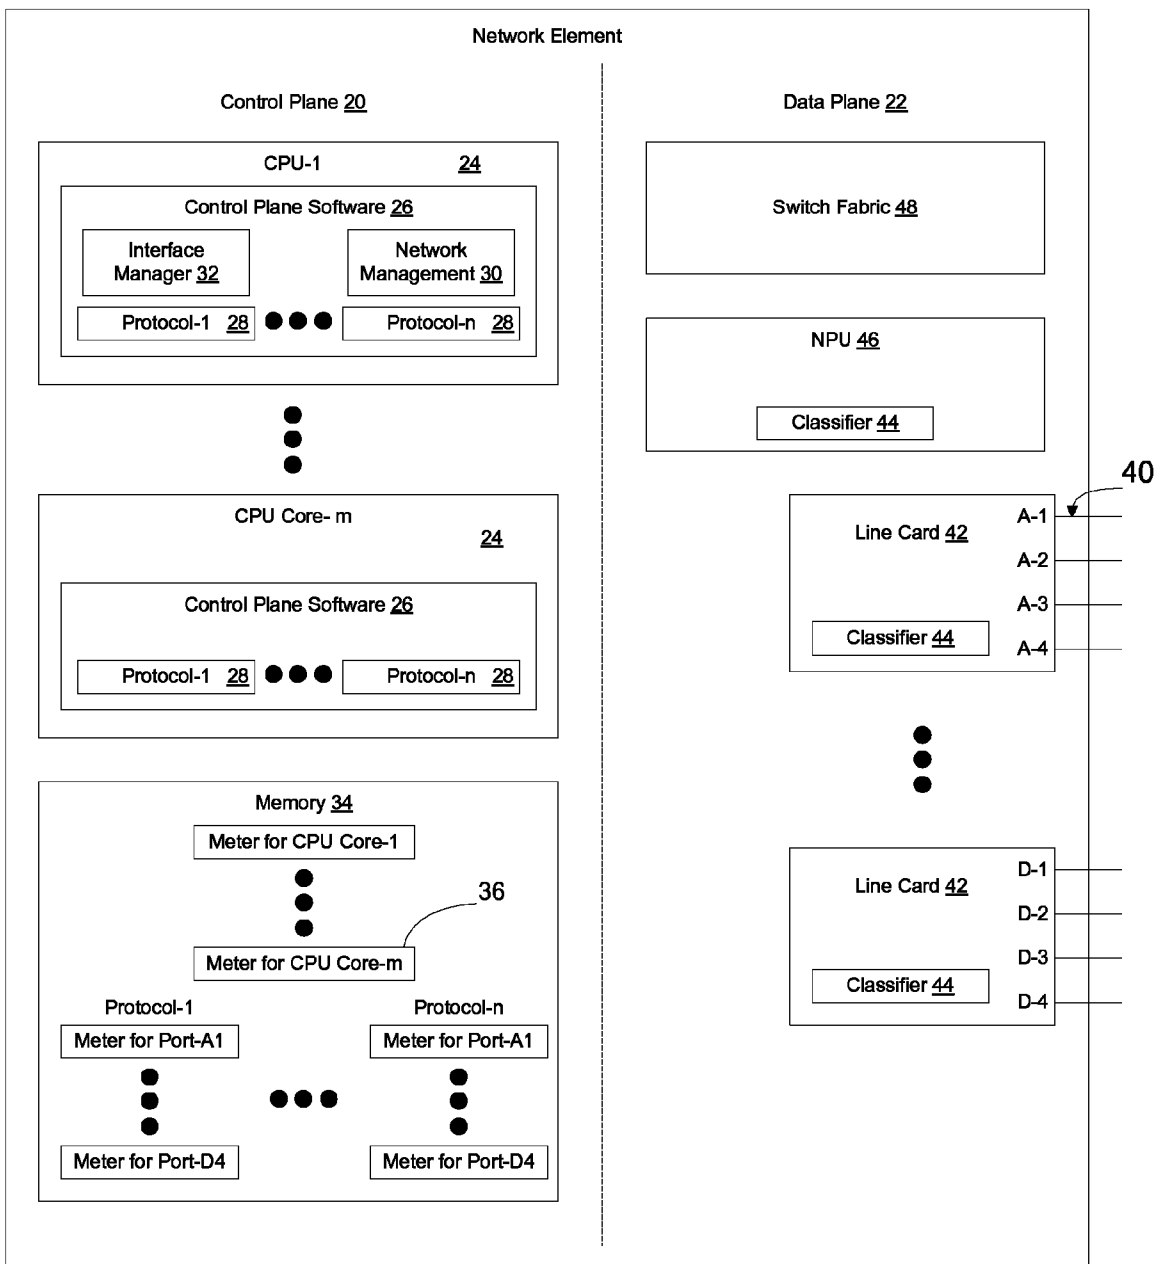 Network Element
Control Plane 20
CPU-1 24
Control Plane Software 26
Interface
Manager 32
Network
Management 30
Protocol-1 28
Protocol-n 28
CPU Core- m
24
Control Plane Software 26
Protocol-1 28
Protocol-n 28
Memory 34
Meter for CPU Core-1
36
Meter for CPU Core-m
Protocol-1
Meter for Port-A1
Meter for Port-D4
Protocol-n
Meter for Port-A1
Meter for Port-D4
Data Plane 22
Switch Fabric 48
NPU 46
Classifier 44
40
Line Card 42
A-1
A-2
A-3
A-4
Classifier 44
Line Card 42
D-1
D-2
D-3
D-4
Classifier 44